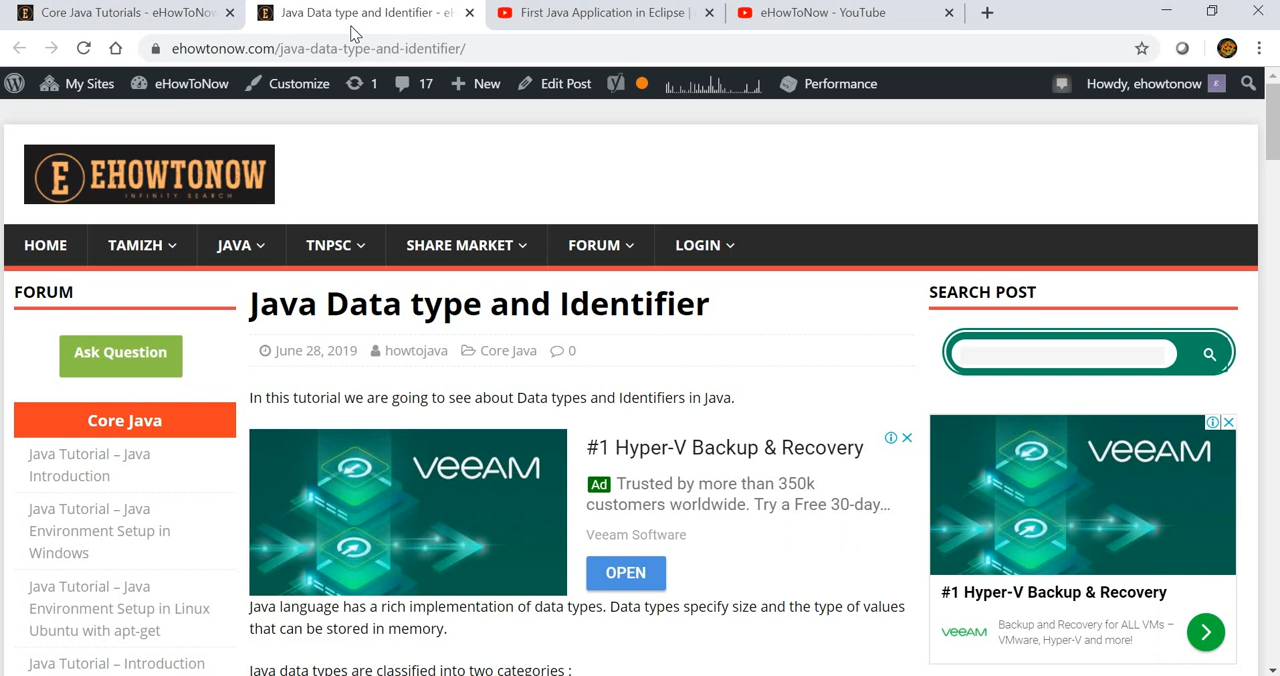 Core Java Tutorials - eHowToNow
Java Data type and Identifier - eH
First Java Application in Eclipse |
eHowToNow - YouTube
ehowtonow.com/java-data-type-and-identifier/
My Sites
eHowToNow
Customize
1
17
New
Edit Post
Performance
Howdy, ehowtonow
E EHOWTONOW
INFINITY SEARCH
HOME
TAMIZH
JAVA
TNPSC
SHARE MARKET
FORUM
LOGIN
FORUM
Ask Question
Core Java
Java Tutorial – Java
Introduction
Java Tutorial – Java
Environment Setup in
Windows
Java Tutorial – Java
Environment Setup in Linux
Ubuntu with apt-get
Java Tutorial – Introduction
Java Data type and Identifier
June 28, 2019 howtojava Core Java 0
In this tutorial we are going to see about Data types and Identifiers in Java.
VEEAM
#1 Hyper-V Backup & Recovery
Ad Trusted by more than 350k
customers worldwide. Try a Free 30-day...
Veeam Software
OPEN
Java language has a rich implementation of data types. Data types specify size and the type of values
that can be stored in memory.
Java data types are classified into two categories :
SEARCH POST
VEEAM
#1 Hyper-V Backup & Recovery
VEEAM
Backup and Recovery for ALL VMs –
VMware, Hyper-V and more!